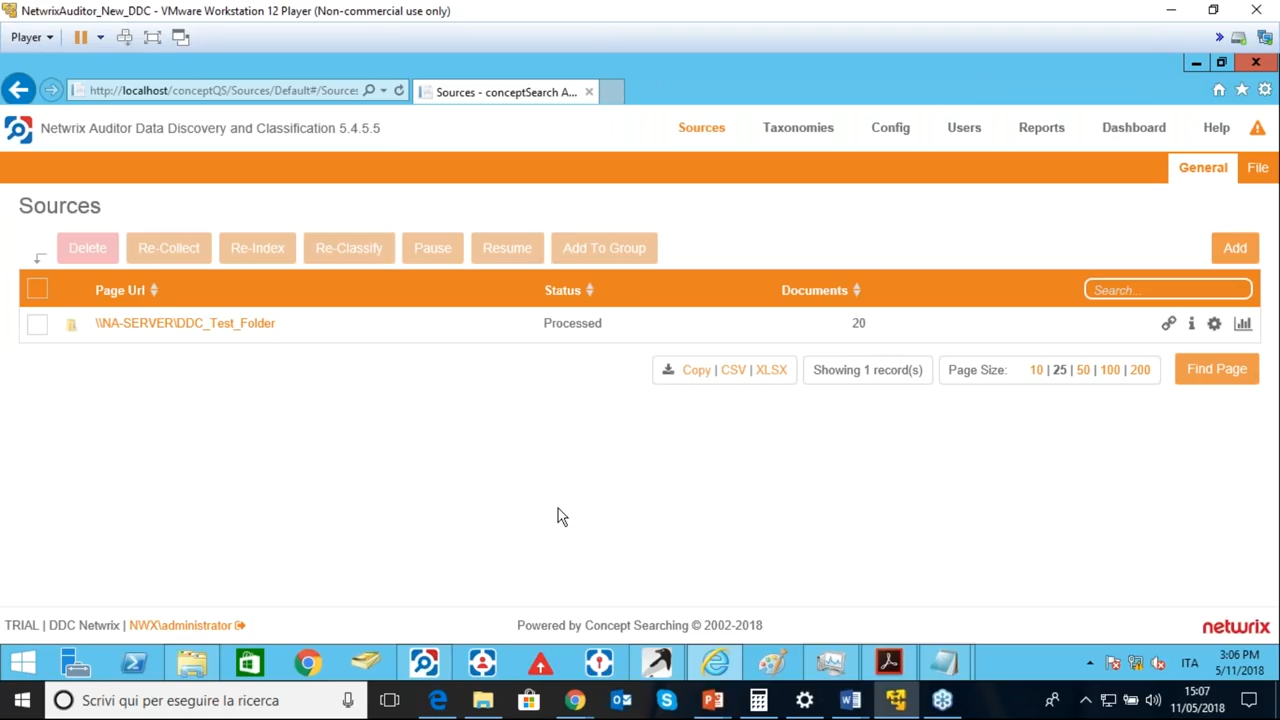 NetwrixAuditor_New_DDC - VMware Workstation 12 Player (Non-commercial use only)
Player
http://localhost/conceptQS/Sources/Default#/Sources
Sources - conceptSearch A...
Netwrix Auditor Data Discovery and Classification 5.4.5.5
Sources Taxonomies Config Users Reports Dashboard Help
General File
Sources
Delete Re-Collect Re-Index Re-Classify Pause Resume Add To Group Add
Page Url Status Documents Search...
\\NA-SERVER\DDC_Test_Folder Processed 20
Copy | CSV | XLSX Showing 1 record(s) Page Size: 10 | 25 | 50 | 100 | 200 Find Page
TRIAL | DDC Netwrix | NWX\administrator Powered by Concept Searching © 2002-2018 netwrix
ITA 3:06 PM
5/11/2018
Scrivi qui per eseguire la ricerca 15:07
11/05/2018